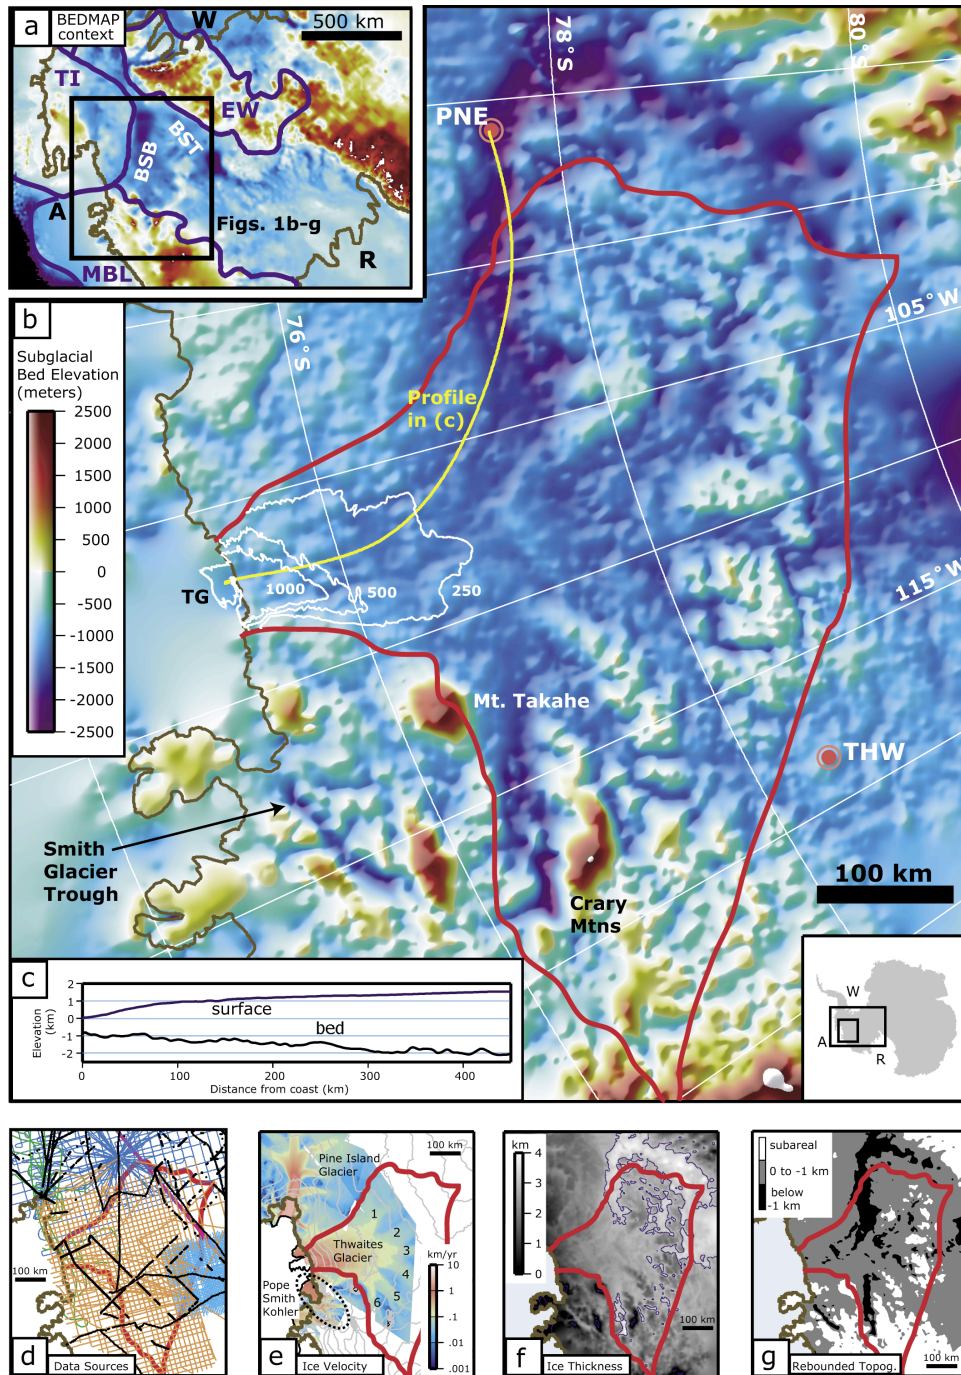 a
BEDMAP
context
W
500 km
TI
EW
BST
BSB
A
Figs. 1b-g
R
MBL
78°S
80°S
PNE
105°W
76°S
Profile
in (c)
115°W
b
Subglacial
Bed Elevation
(meters)
2500
2000
1500
1000
500
0
-500
-1000
-1500
-2000
-2500
TG
1000
500
250
Mt. Takahe
THW
Smith
Glacier
Trough
Crary
Mtns
100 km
c
2
1
0
-1
-2
Elevation
(km)
surface
bed
0
100
200
300
400
Distance from coast (km)
W
A
R
100 km
d
Data Sources
Pine Island
Glacier
100 km
1
2
3
4
5
6
Thwaites
Glacier
km/yr
10
1
.1
.01
.001
Pope
Smith
Kohler
e
Ice Velocity
km
4
3
2
1
0
100 km
f
Ice Thickness
subareal
0 to -1 km
below
-1 km
100 km
g
Rebounded Topog.